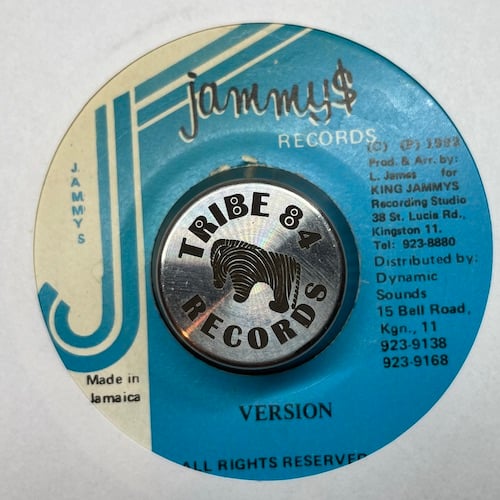 jammy$
RECORDS
(C) (P) 1992
Prod. & Arr. by:
L. James for
KING JAMMYS
Recording Studio
38 St. Lucia Rd.,
Kingston 11.
Tel: 923-8880
Distributed by:
Dynamic
Sounds
15 Bell Road,
Kgn., 11
923-9138
923-9168
JAMMYS
TRIBE 84
RECORDS
Made in
Jamaica
VERSION
ALL RIGHTS RESERVED